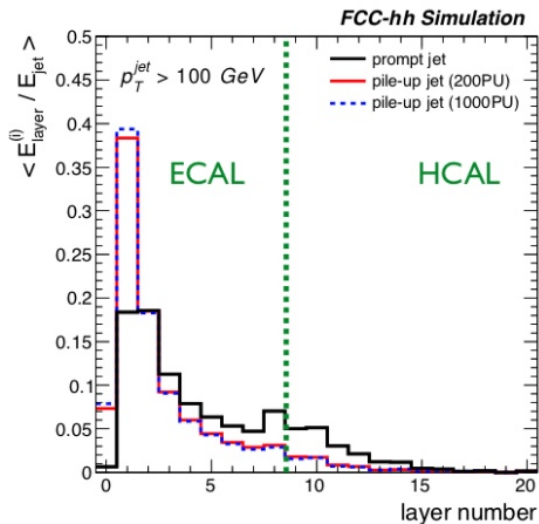 FCC-hh Simulation
p_T^jet > 100 GeV
prompt jet
pile-up jet (200PU)
pile-up jet (1000PU)
ECAL
HCAL
< E_layer^(i) / E_jet >
0.5
0.45
0.4
0.35
0.3
0.25
0.2
0.15
0.1
0.05
0
0 5 10 15 20
layer number